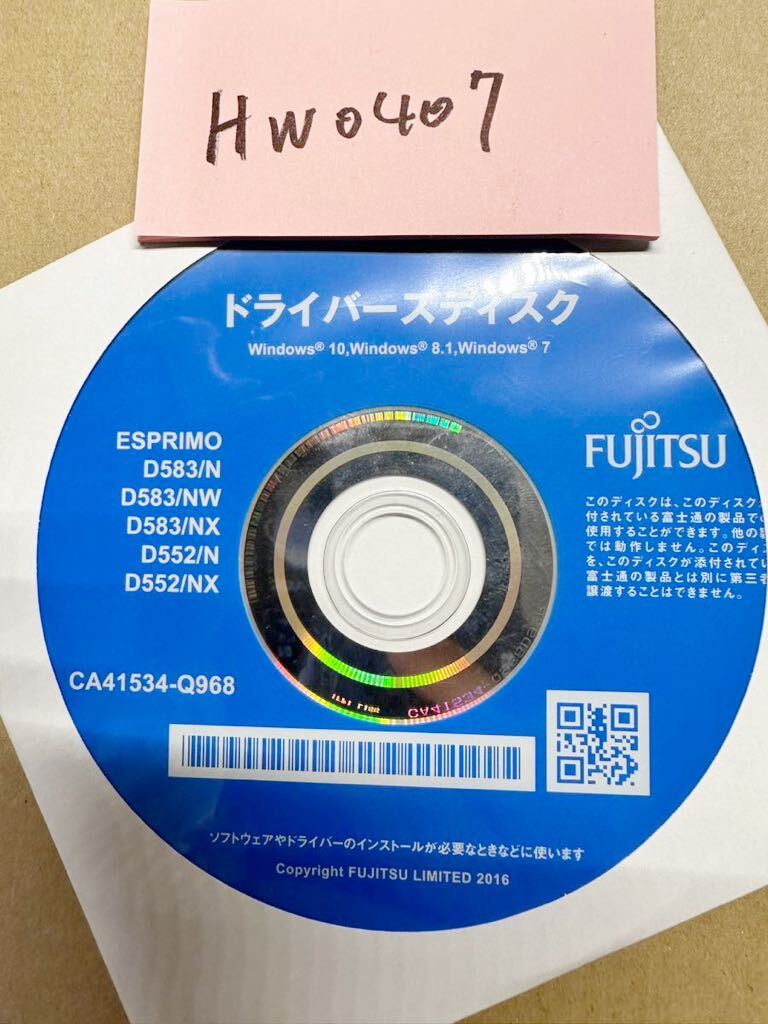 HW0407
ドライバーズディスク
Windows® 10,Windows® 8.1,Windows® 7
ESPRIMO
D583/N
D583/NW
D583/NX
D552/N
D552/NX
FUJITSU
このディスクは、このディスク
付されている富士通の製品での
使用することができます。他の
では動作しません。このディ
を、このディスクが添付されてい
富士通の製品とは別に第三者
譲渡することはできません。
CA41534-Q968
CA41534
ソフトウェアやドライバーのインストールが必要なときなどに使います
Copyright FUJITSU LIMITED 2016